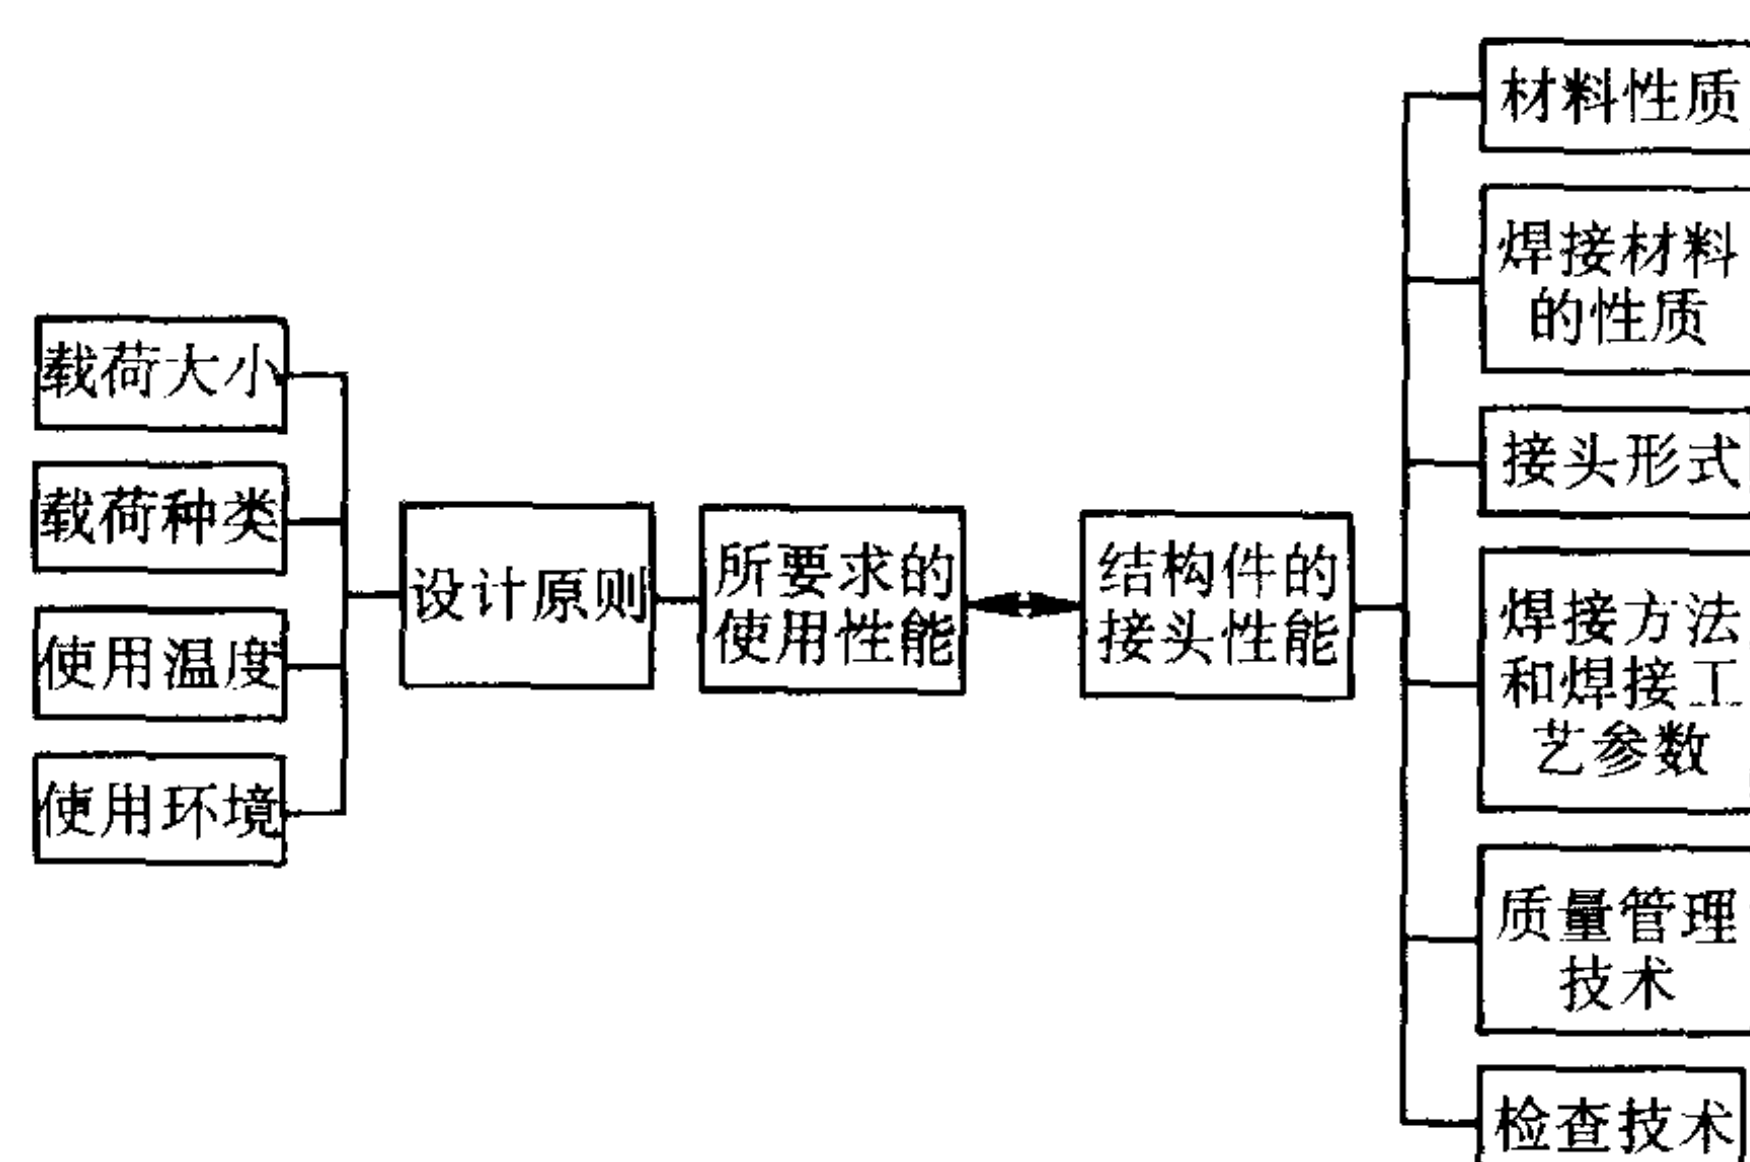 载荷大小
载荷种类
使用温度
使用环境
设计原则
所要求的
使用性能
结构件的
接头性能
材料性质
焊接材料
的性质
接头形式
焊接方法
和焊接工
艺参数
质量管理
技术
检查技术